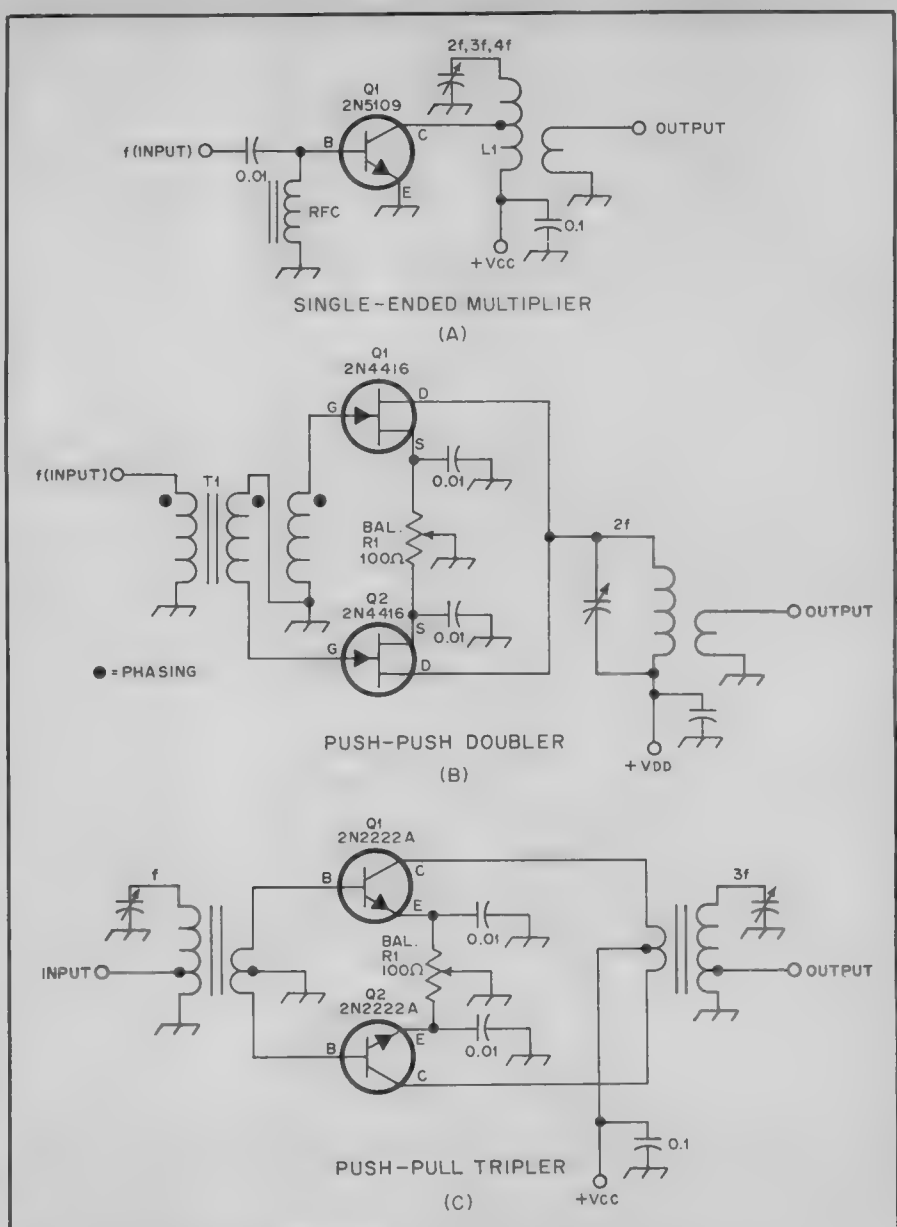 2f,3f,4f
Q1
2N5109
B
C
f(INPUT)
OUTPUT
0.01
L1
E
RFC
0.1
+VCC
SINGLE-ENDED MULTIPLIER
(A)
Q1
2N4416
D
G
S
f(INPUT)
T1
0.01
BAL.
R1
100Ω
2f
Q2
2N4416
S
0.01
OUTPUT
G
D
= PHASING
PUSH-PUSH DOUBLER
(B)
+VDD
Q1
2N2222A
C
f
B
3f
E
0.01
BAL.
R1
100Ω
INPUT
OUTPUT
Q2
2N2222A
E
0.01
B
C
0.1
PUSH-PULL TRIPLER
(C)
+VCC